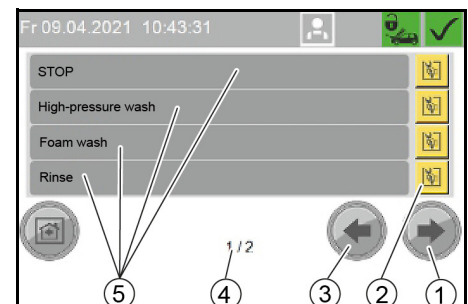 Fr 09.04.2021 10:43:31
STOP
High-pressure wash
Foam wash
Rinse
1 / 2
5 4 3 2 1